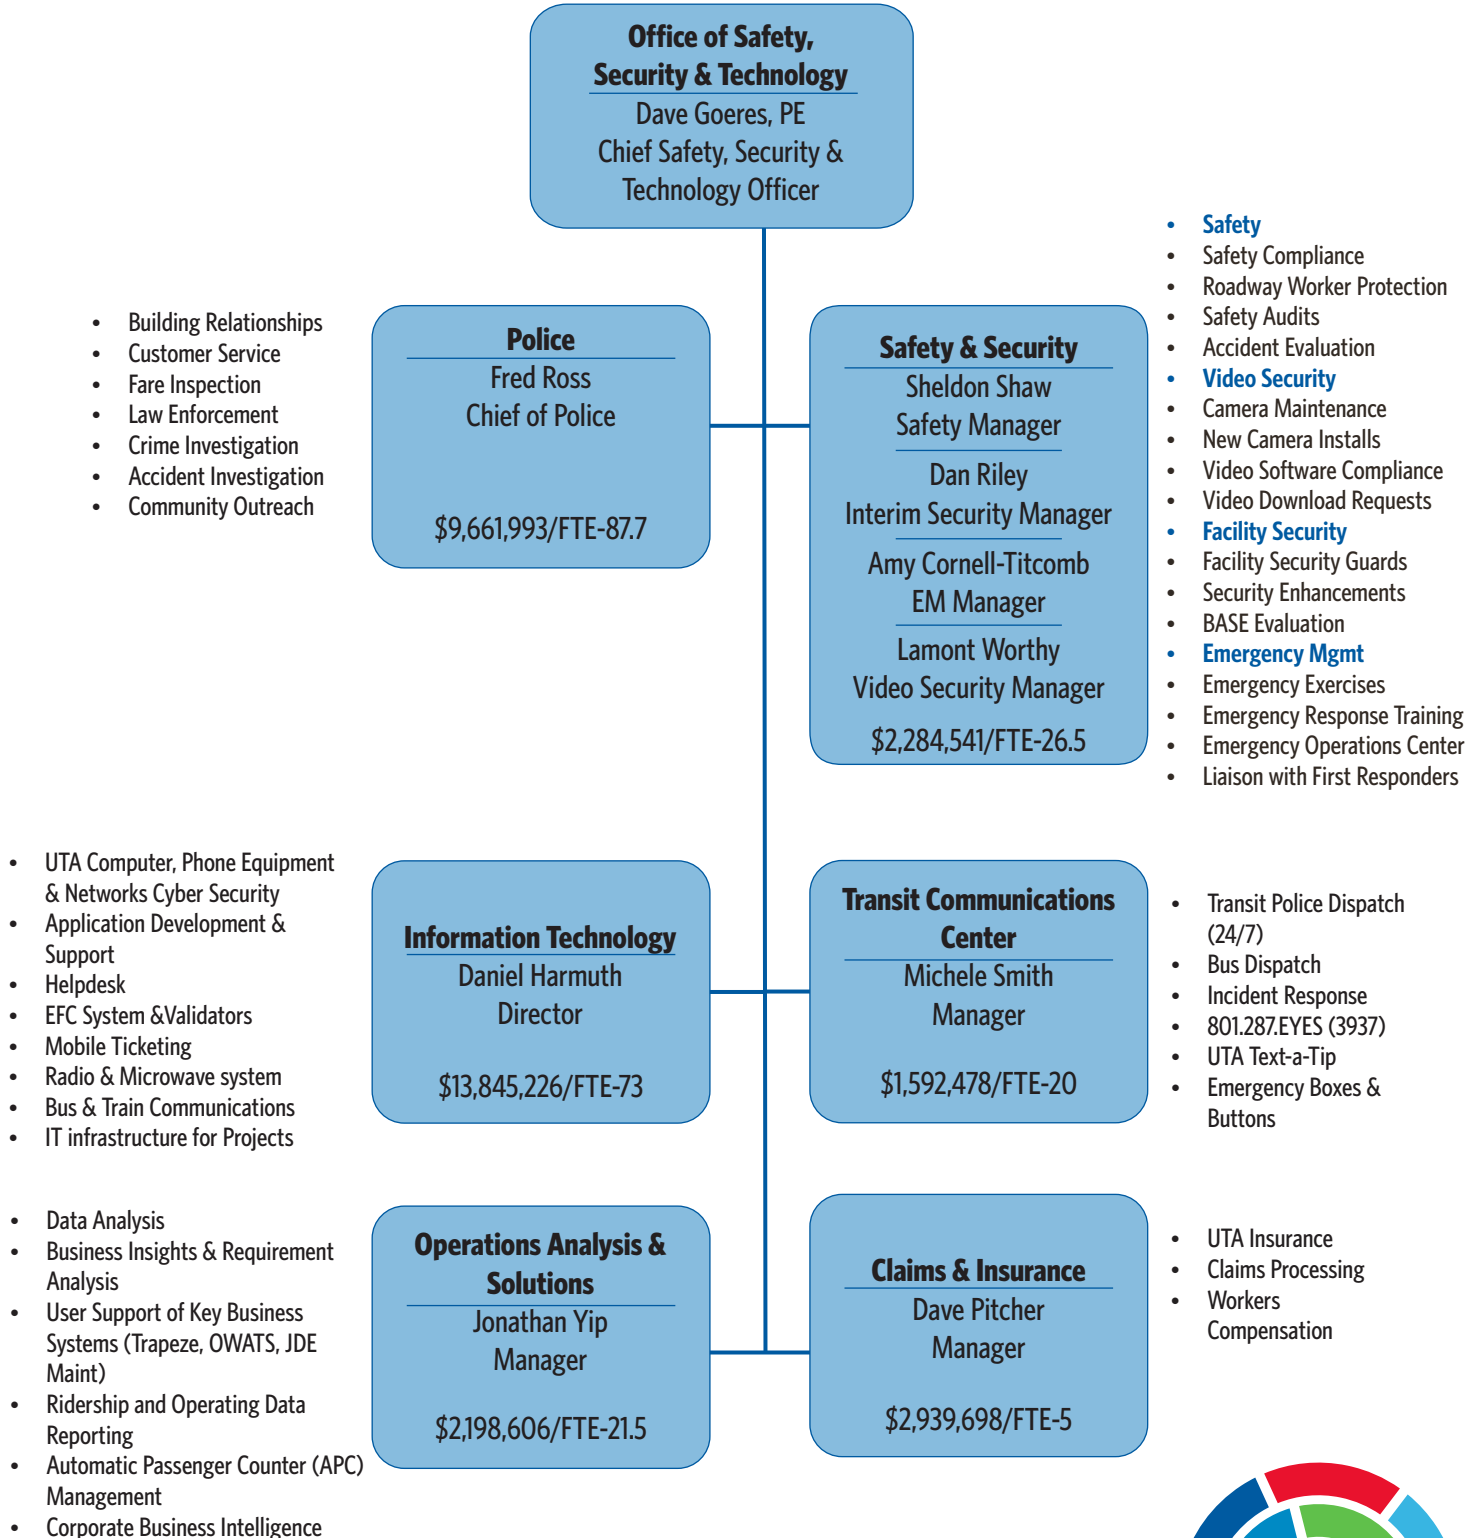 Office of Safety,
Security & Technology
Dave Goeres, PE
Chief Safety, Security &
Technology Officer
• Building Relationships
• Customer Service
• Fare Inspection
• Law Enforcement
• Crime Investigation
• Accident Investigation
• Community Outreach
Police
Fred Ross
Chief of Police
$9,661,993/FTE-87.7
Safety & Security
Sheldon Shaw
Safety Manager
Dan Riley
Interim Security Manager
Amy Cornell-Titcomb
EM Manager
Lamont Worthy
Video Security Manager
$2,284,541/FTE-26.5
• Safety
• Safety Compliance
• Roadway Worker Protection
• Safety Audits
• Accident Evaluation
• Video Security
• Camera Maintenance
• New Camera Installs
• Video Software Compliance
• Video Download Requests
• Facility Security
• Facility Security Guards
• Security Enhancements
• BASE Evaluation
• Emergency Mgmt
• Emergency Exercises
• Emergency Response Training
• Emergency Operations Center
• Liaison with First Responders
• UTA Computer, Phone Equipment
& Networks Cyber Security
• Application Development &
Support
• Helpdesk
• EFC System &Validators
• Mobile Ticketing
• Radio & Microwave system
• Bus & Train Communications
• IT infrastructure for Projects
Information Technology
Daniel Harmuth
Director
$13,845,226/FTE-73
Transit Communications
Center
Michele Smith
Manager
$1,592,478/FTE-20
• Transit Police Dispatch
(24/7)
• Bus Dispatch
• Incident Response
• 801.287.EYES (3937)
• UTA Text-a-Tip
• Emergency Boxes &
Buttons
• Data Analysis
• Business Insights & Requirement
Analysis
• User Support of Key Business
Systems (Trapeze, OWATS, JDE
Maint)
• Ridership and Operating Data
Reporting
• Automatic Passenger Counter (APC)
Management
• Corporate Business Intelligence
Operations Analysis &
Solutions
Jonathan Yip
Manager
$2,198,606/FTE-21.5
Claims & Insurance
Dave Pitcher
Manager
$2,939,698/FTE-5
• UTA Insurance
• Claims Processing
• Workers
Compensation